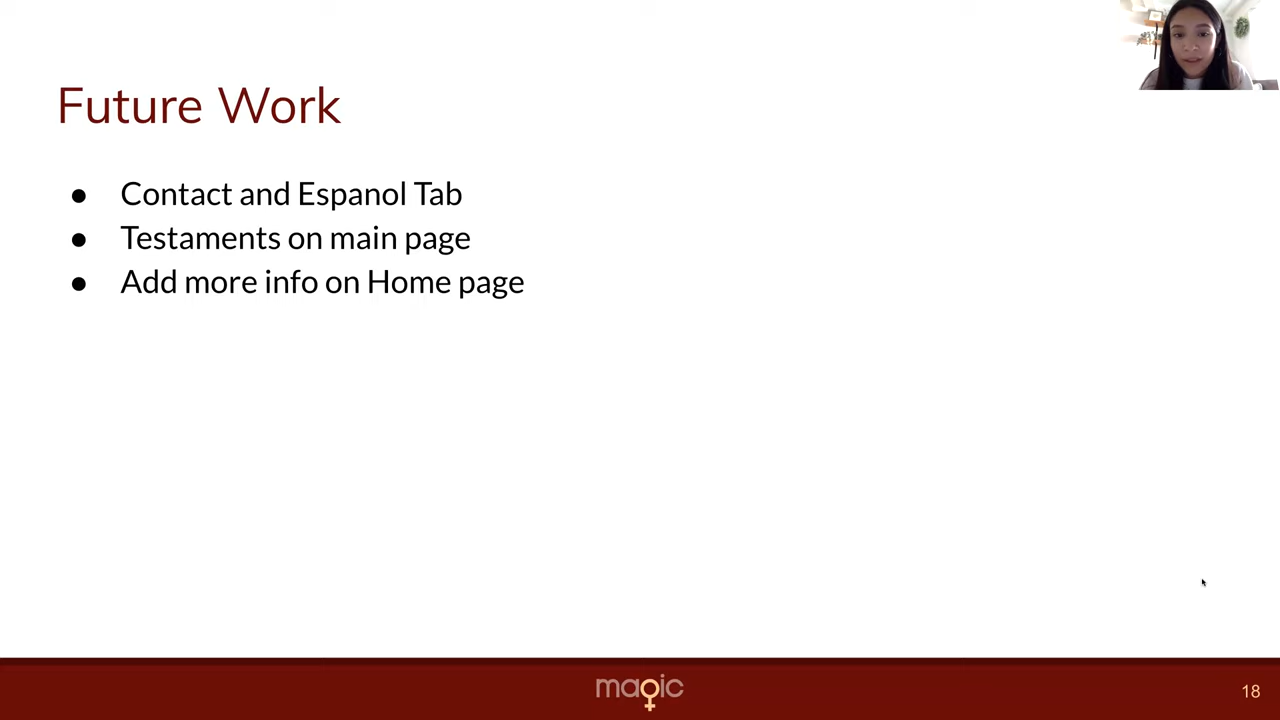 Future Work
● Contact and Espanol Tab
● Testaments on main page
● Add more info on Home page
magic
18